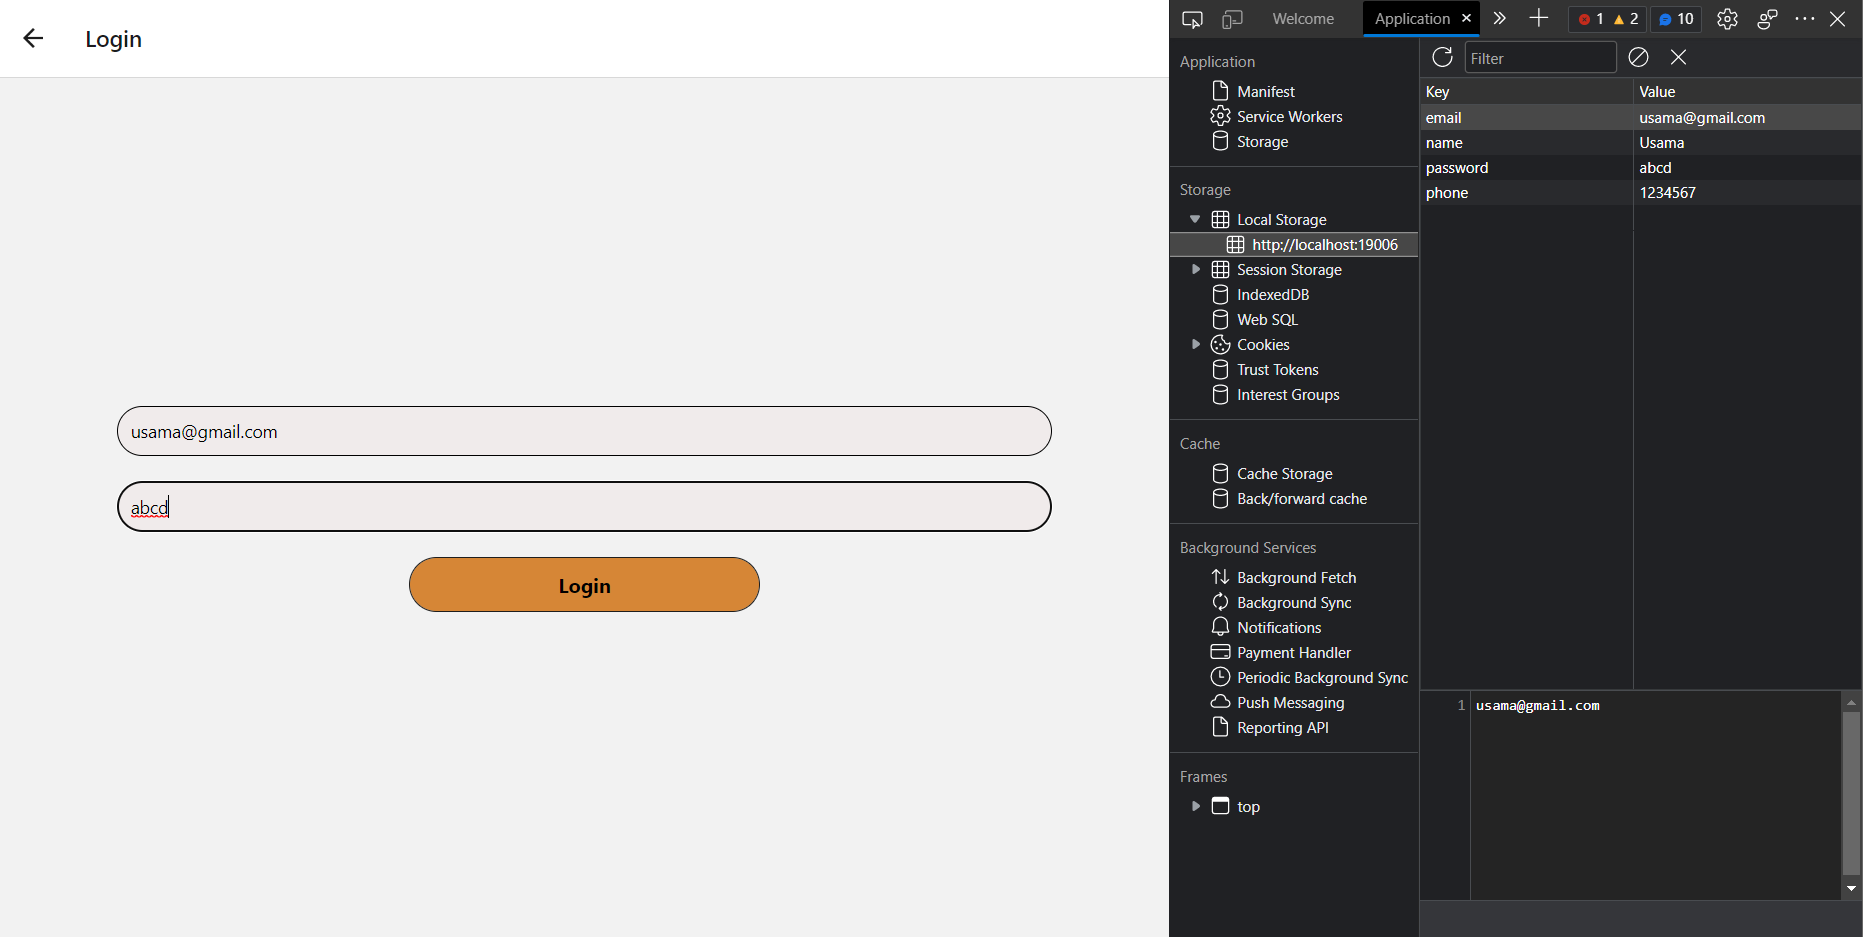 Login
usama@gmail.com
abcd
Login
Welcome
Application
1
2
10
Application
Manifest
Service Workers
Storage
Storage
Local Storage
http://localhost:19006
Session Storage
IndexedDB
Web SQL
Cookies
Trust Tokens
Interest Groups
Cache
Cache Storage
Back/forward cache
Background Services
Background Fetch
Background Sync
Notifications
Payment Handler
Periodic Background Sync
Push Messaging
Reporting API
Frames
top
Filter
Key Value
email usama@gmail.com
name Usama
password abcd
phone 1234567
1 usama@gmail.com